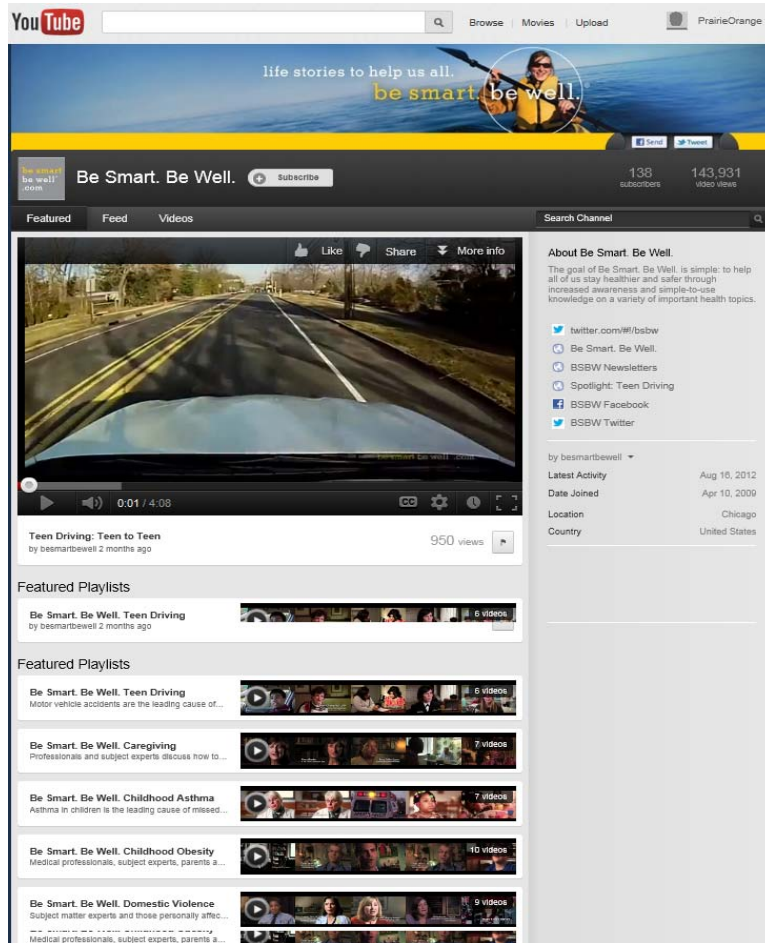 YouTube
Browse | Movies | Upload
PrairieOrange
life stories to help us all.
be smart. be well.®
Send
Tweet
be smart
be well®
.com
Be Smart. Be Well.
Subscribe
138
subscribers
143,931
video views
Featured
Feed
Videos
Search Channel
Like
Share
More info
be smart be well .com
0:01 / 4:08
CC
Teen Driving: Teen to Teen
by besmartbewell 2 months ago
950 views
Featured Playlists
Be Smart. Be Well. Teen Driving
by besmartbewell 2 months ago
6 videos
Featured Playlists
Be Smart. Be Well. Teen Driving
Motor vehicle accidents are the leading cause of...
6 videos
Be Smart. Be Well. Caregiving
Professionals and subject experts discuss how to...
7 videos
Be Smart. Be Well. Childhood Asthma
Asthma in children is the leading cause of missed...
7 videos
Be Smart. Be Well. Childhood Obesity
Medical professionals, subject experts, parents a...
10 videos
Be Smart. Be Well. Domestic Violence
Subject matter experts and those personally affec...
9 videos
Medical professionals, subject experts, parents a...
About Be Smart. Be Well.
The goal of Be Smart. Be Well. is simple: to help
all of us stay healthier and safer through
increased awareness and simple-to-use
knowledge on a variety of important health topics.
twitter.com/#!/bsbw
Be Smart. Be Well.
BSBW Newsletters
Spotlight: Teen Driving
BSBW Facebook
BSBW Twitter
by besmartbewell
Latest Activity Aug 16, 2012
Date Joined Apr 10, 2009
Location Chicago
Country United States